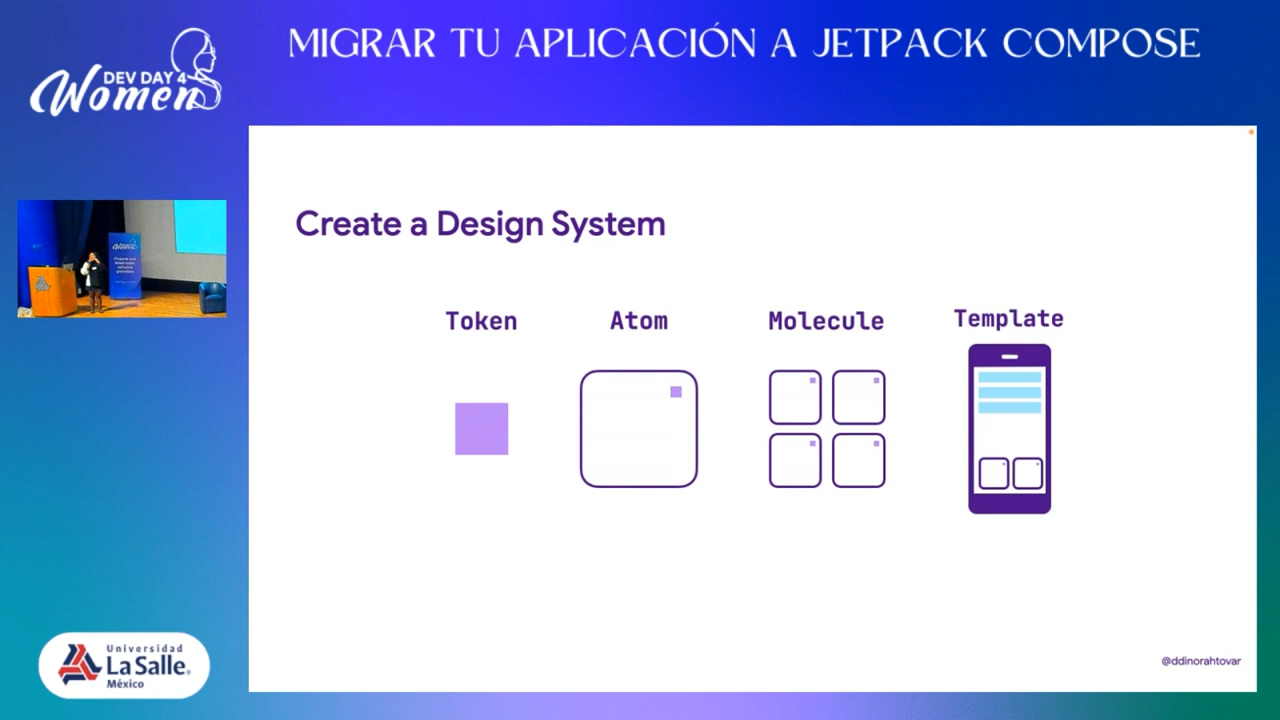 MIGRAR TU APLICACIÓN A JETPACK COMPOSE
DEV DAY 4
Women
Create a Design System
Token
Atom
Molecule
Template
Universidad
La Salle®
México
@ddinorahtovar